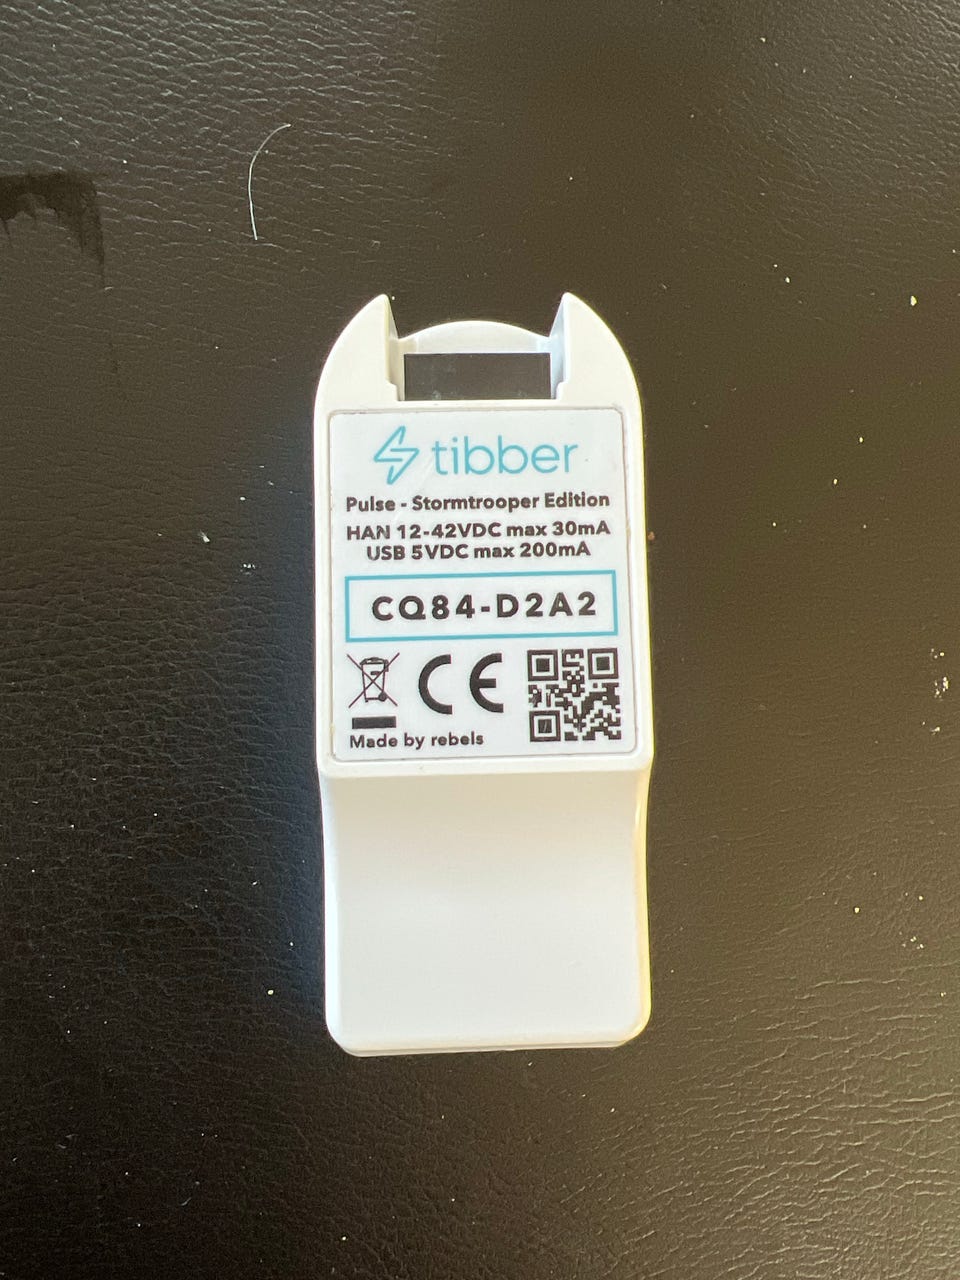 tibber
Pulse - Stormtrooper Edition
HAN 12-42VDC max 30mA
USB 5VDC max 200mA
CQ84-D2A2
CE
Made by rebels